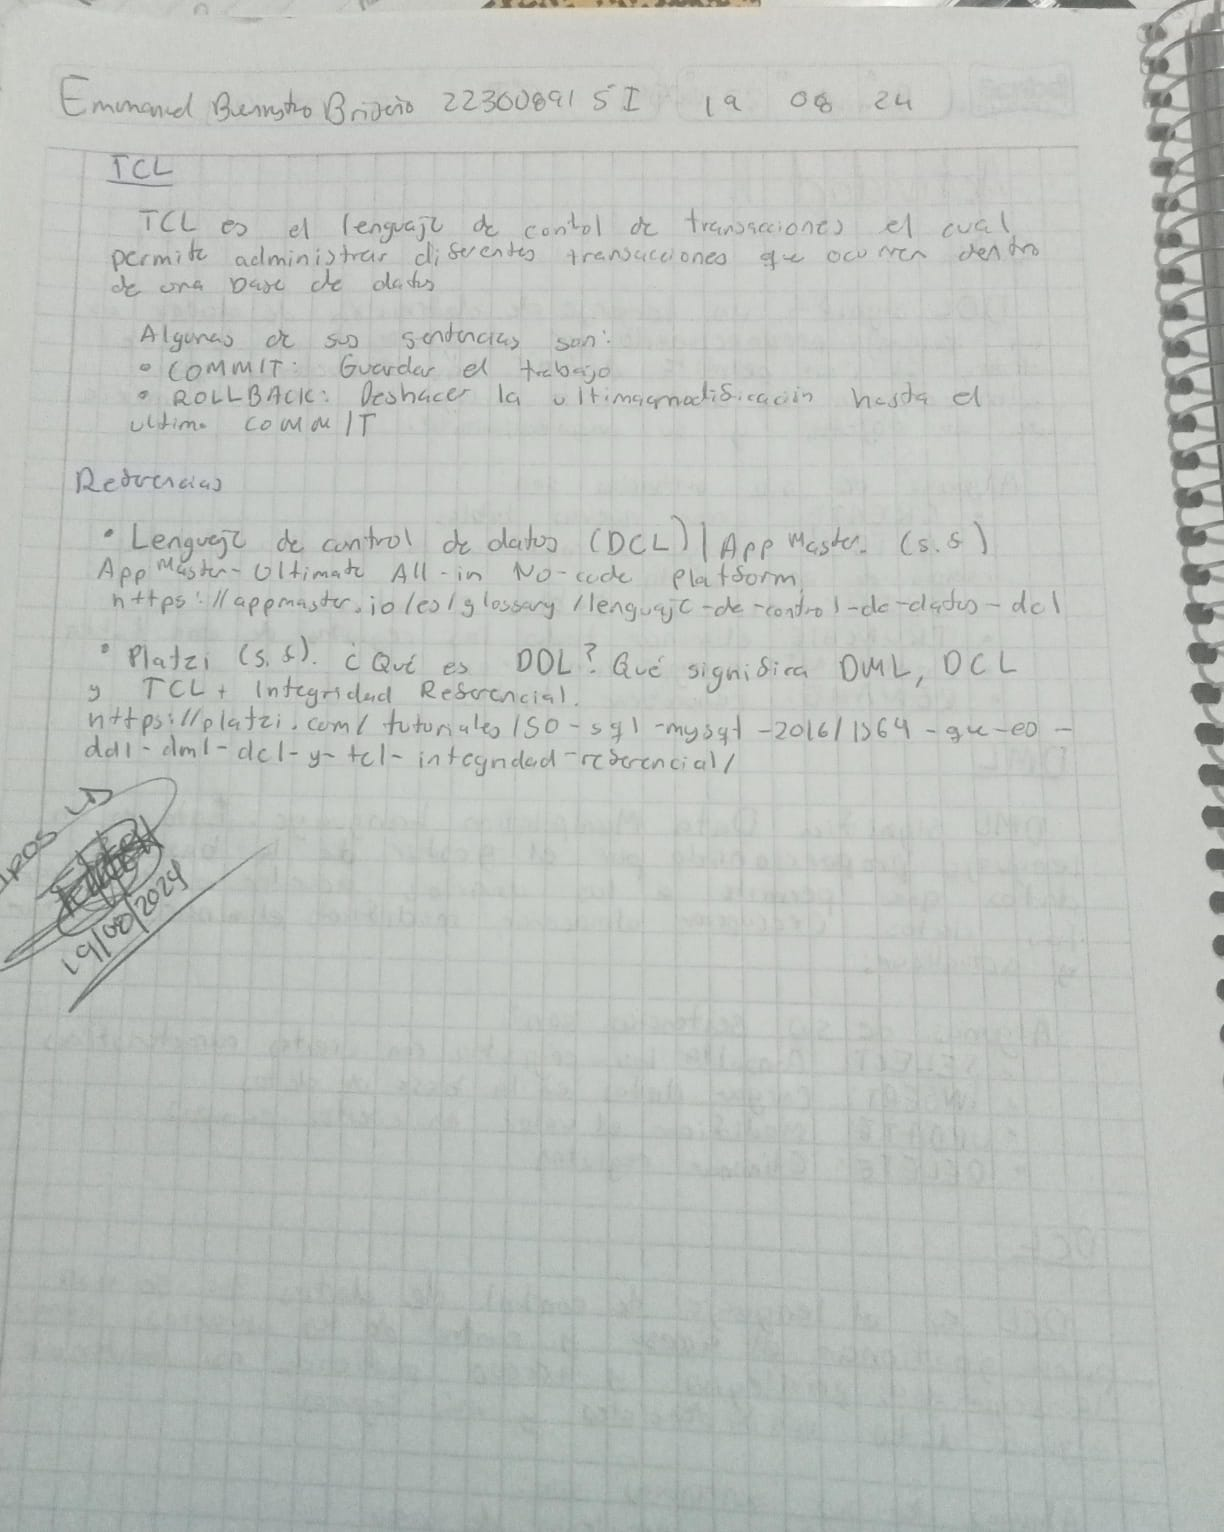 Emmanuel Buenrostro Briseño 22300891 5 I 19 08 24
TCL
TCL es el lenguaje de control de transacciones el cual
permite administrar diferentes transacciones que ocurren dentro
de una base de datos
Algunas de sus sentencias son:
• COMMIT: Guardar el trabajo
• ROLLBACK: Deshacer la ultima modificación hasta el
ultimo COMMIT
Referencias
• Lenguaje de control de datos (DCL) | App Master. (s.f)
App Master - Ultimate All-in No-code Platform
https://appmaster.io/es/glossary/lenguaje-de-control-de-datos-dcl
• Platzi (s.f). ¿Qué es DDL? Qué significa DML, DCL
y TCL + Integridad Referencial.
https://platzi.com/tutoriales/50-sql-mysql-2016/1564-que-es-
ddl-dml-dcl-y-tcl-integridad-referencial/
19/08/2024